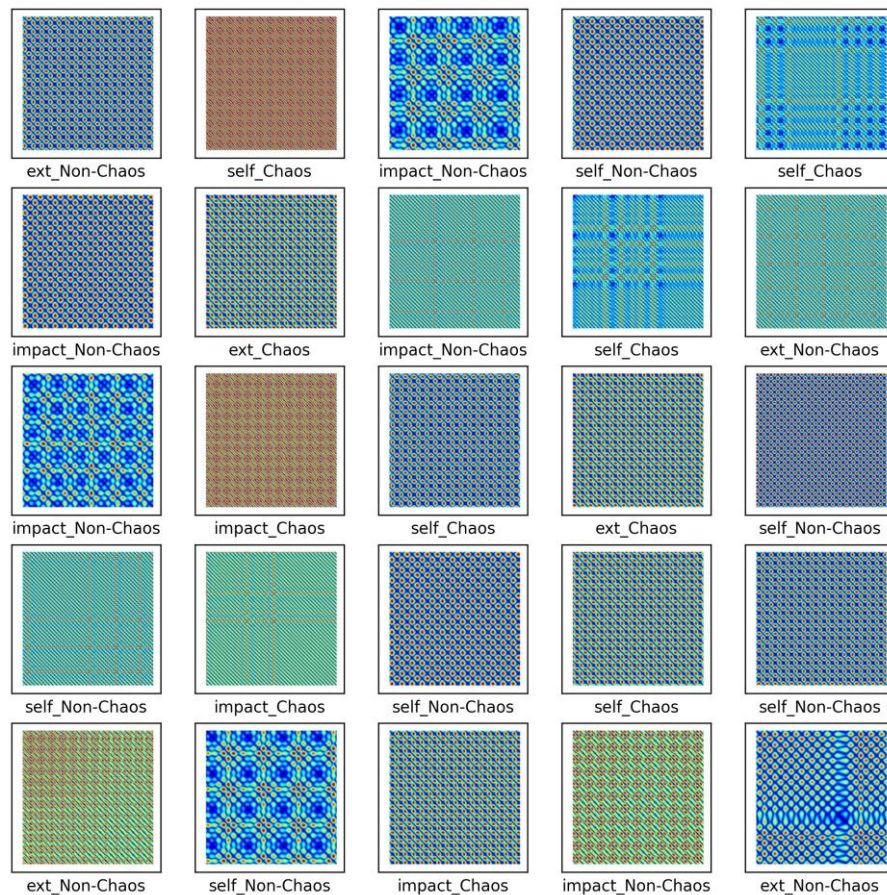 ext_Non-Chaos self_Chaos impact_Non-Chaos self_Non-Chaos self_Chaos
impact_Non-Chaos ext_Chaos impact_Non-Chaos self_Chaos ext_Non-Chaos
impact_Non-Chaos impact_Chaos self_Chaos ext_Chaos self_Non-Chaos
self_Non-Chaos impact_Chaos self_Non-Chaos self_Chaos self_Non-Chaos
ext_Non-Chaos self_Non-Chaos impact_Chaos impact_Non-Chaos ext_Non-Chaos